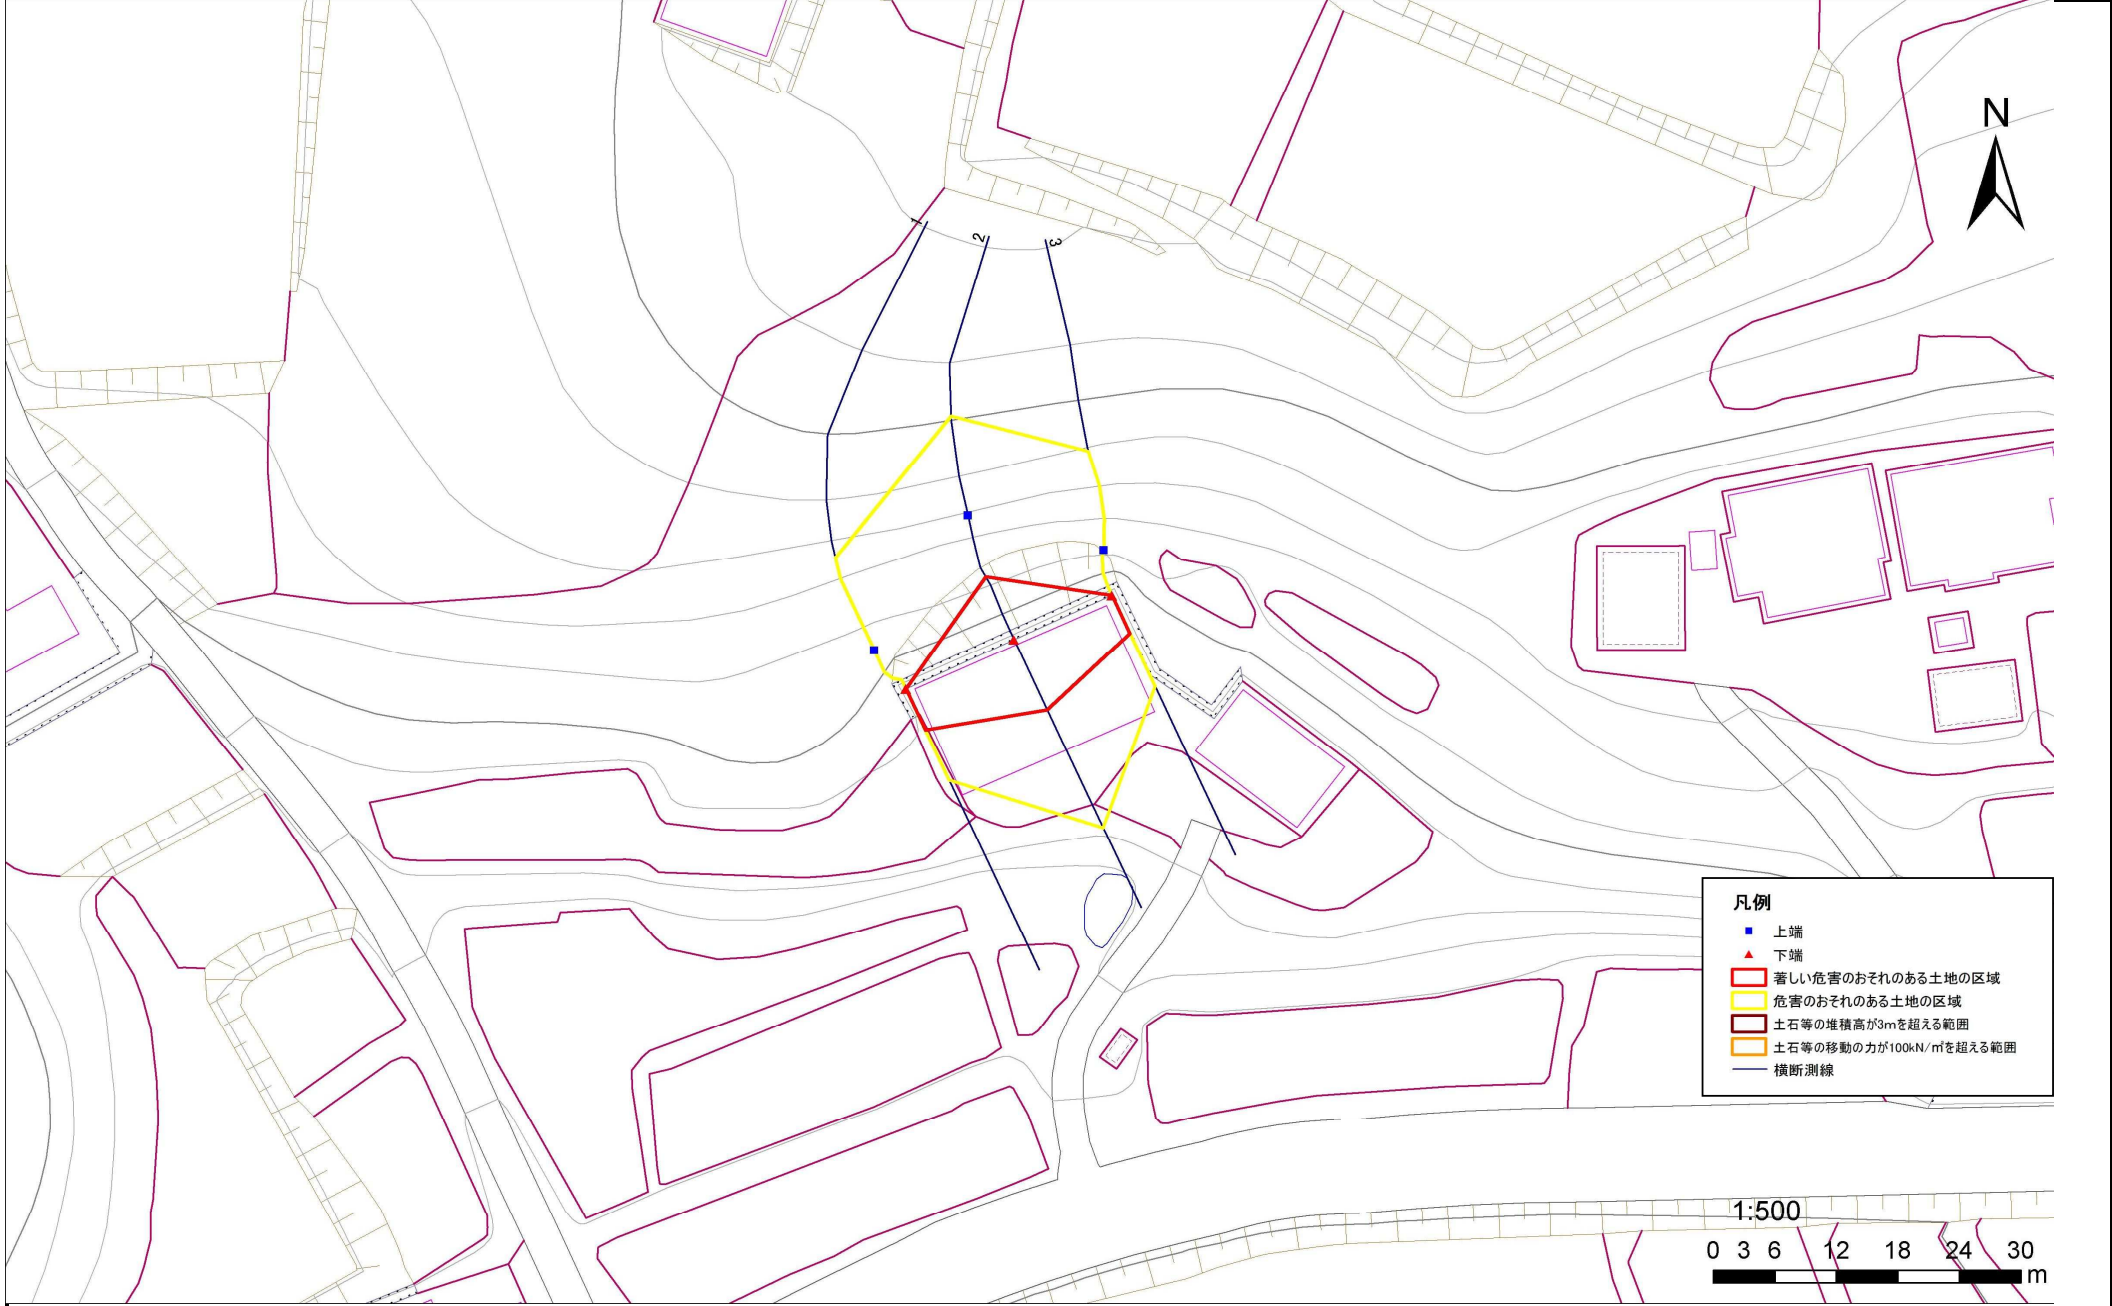 N
1
2
3
凡例
上端
下端
著しい危害のおそれのある土地の区域
危害のおそれのある土地の区域
土石等の堆積高が3mを超える範囲
土石等の移動の力が100kN/㎡を超える範囲
横断測線
1:500
0 3 6 12 18 24 30
m